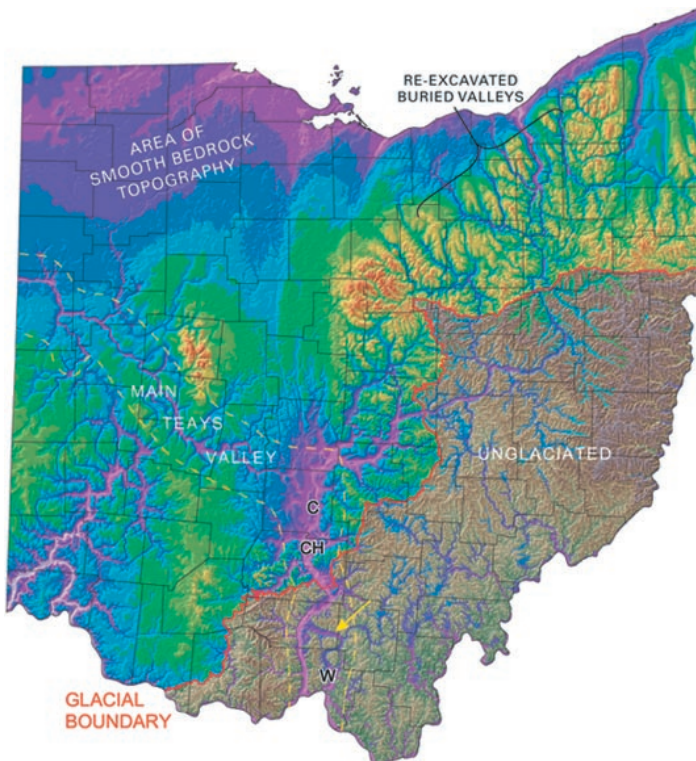 RE-EXCAVATED
BURIED VALLEYS
AREA OF
SMOOTH BEDROCK
TOPOGRAPHY
MAIN
TEAYS
VALLEY
UNGLACIATED
C
CH
W
GLACIAL
BOUNDARY